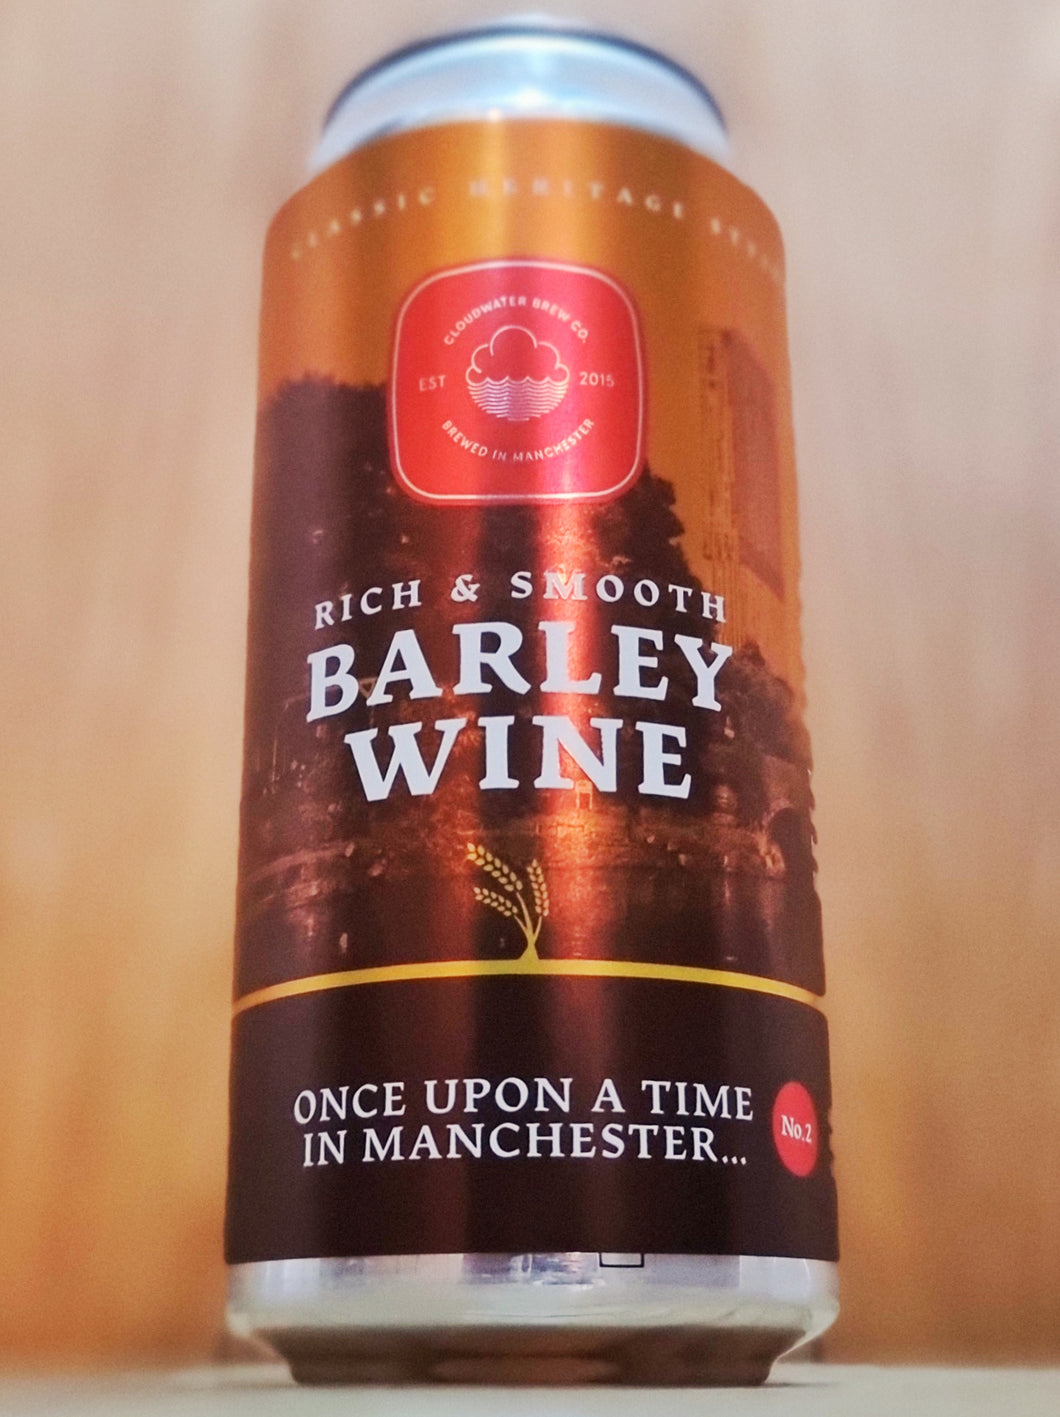 CLASSIC HERITAGE
CLOUDWATER BREW CO.
EST 2015
BREWED IN MANCHESTER
RICH & SMOOTH
BARLEY
WINE
ONCE UPON A TIME
IN MANCHESTER...
No.2